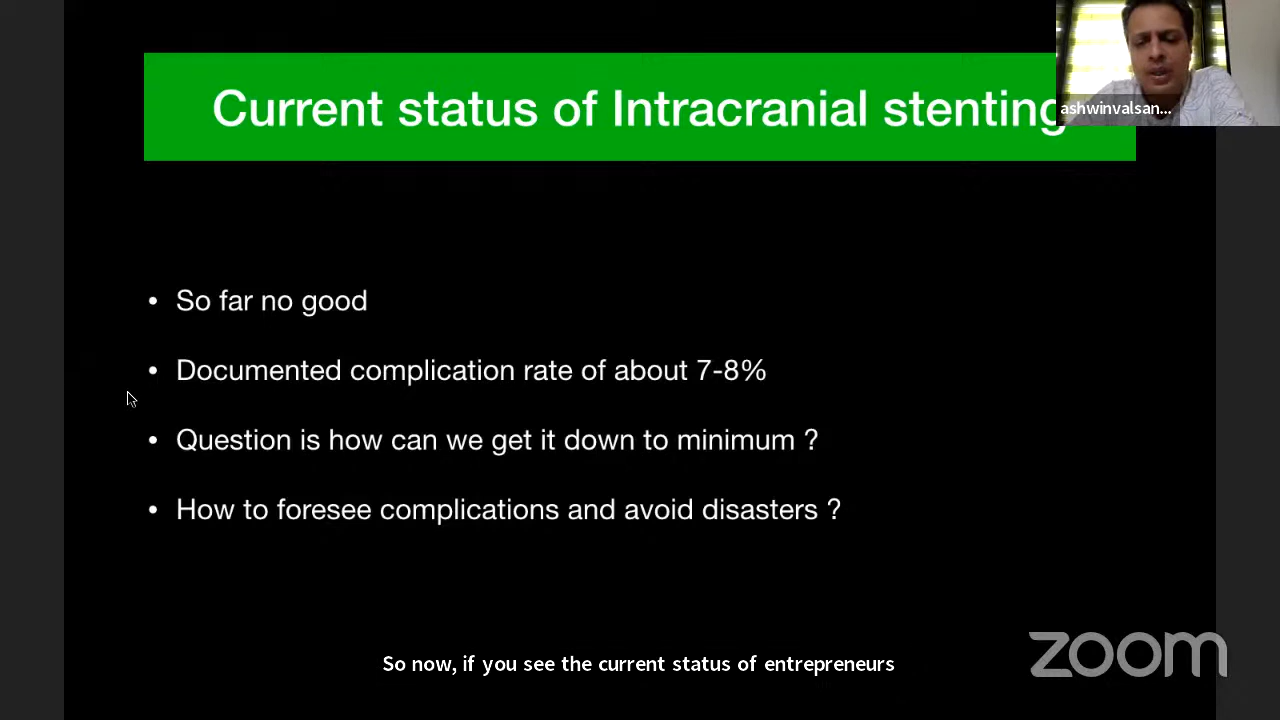 Current status of Intracranial stenting
ashwinvalsan...
• So far no good
• Documented complication rate of about 7-8%
• Question is how can we get it down to minimum ?
• How to foresee complications and avoid disasters ?
So now, if you see the current status of entrepreneurs
zoom